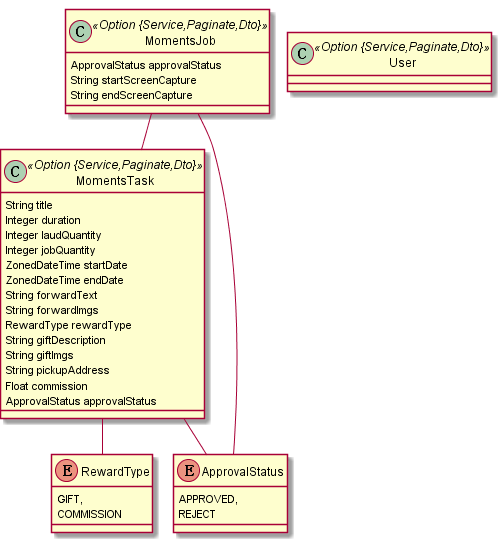 C «Option {Service,Paginate,Dto}»
MomentsJob
ApprovalStatus approvalStatus
String startScreenCapture
String endScreenCapture
C «Option {Service,Paginate,Dto}»
User
C «Option {Service,Paginate,Dto}»
MomentsTask
String title
Integer duration
Integer laudQuantity
Integer jobQuantity
ZonedDateTime startDate
ZonedDateTime endDate
String forwardText
String forwardImgs
RewardType rewardType
String giftDescription
String giftImgs
String pickupAddress
Float commission
ApprovalStatus approvalStatus
E RewardType
GIFT,
COMMISSION
E ApprovalStatus
APPROVED,
REJECT